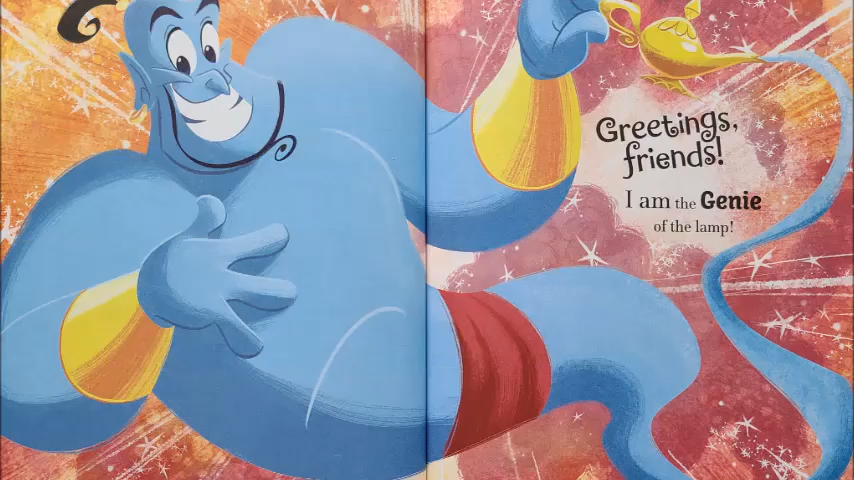 Greetings,
friends!
I am the Genie
of the lamp!